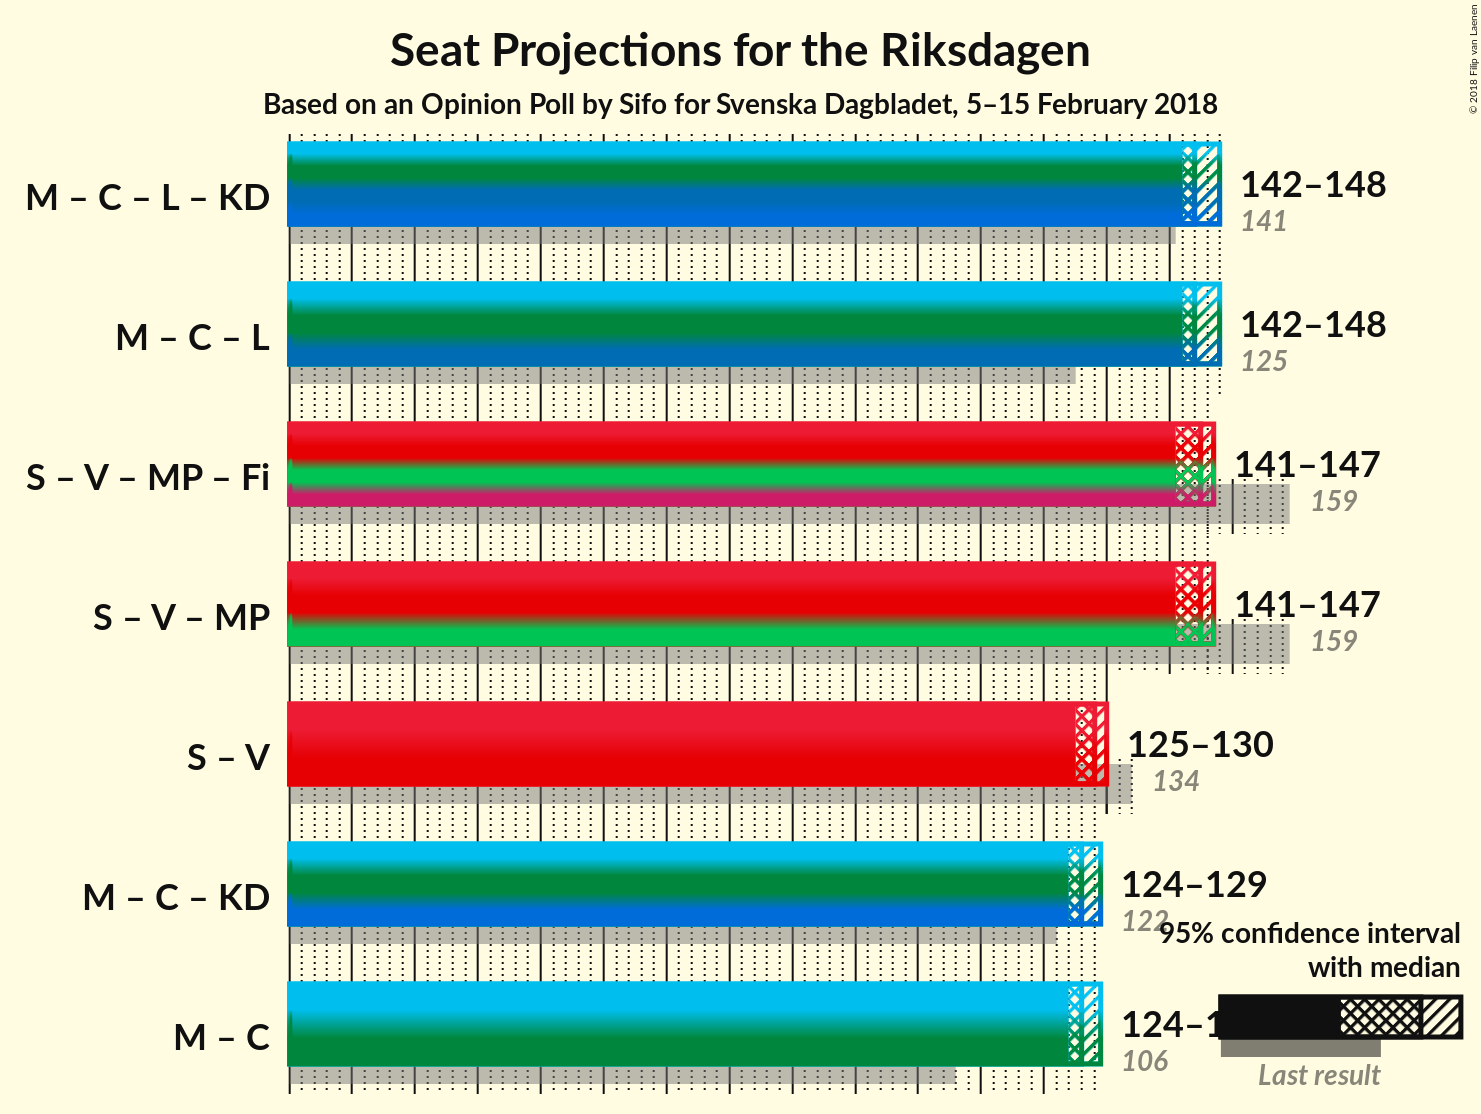 Seat Projections for the Riksdagen
Based on an Opinion Poll by Sifo for Svenska Dagbladet, 5–15 February 2018
© 2018 Filip van Laenen
M – C – L – KD
142–148
141
M – C – L
142–148
125
S – V – MP – Fi
141–147
159
S – V – MP
141–147
159
S – V
125–130
134
M – C – KD
124–129
122
M – C
124–1
106
95% confidence interval
with median
Last result